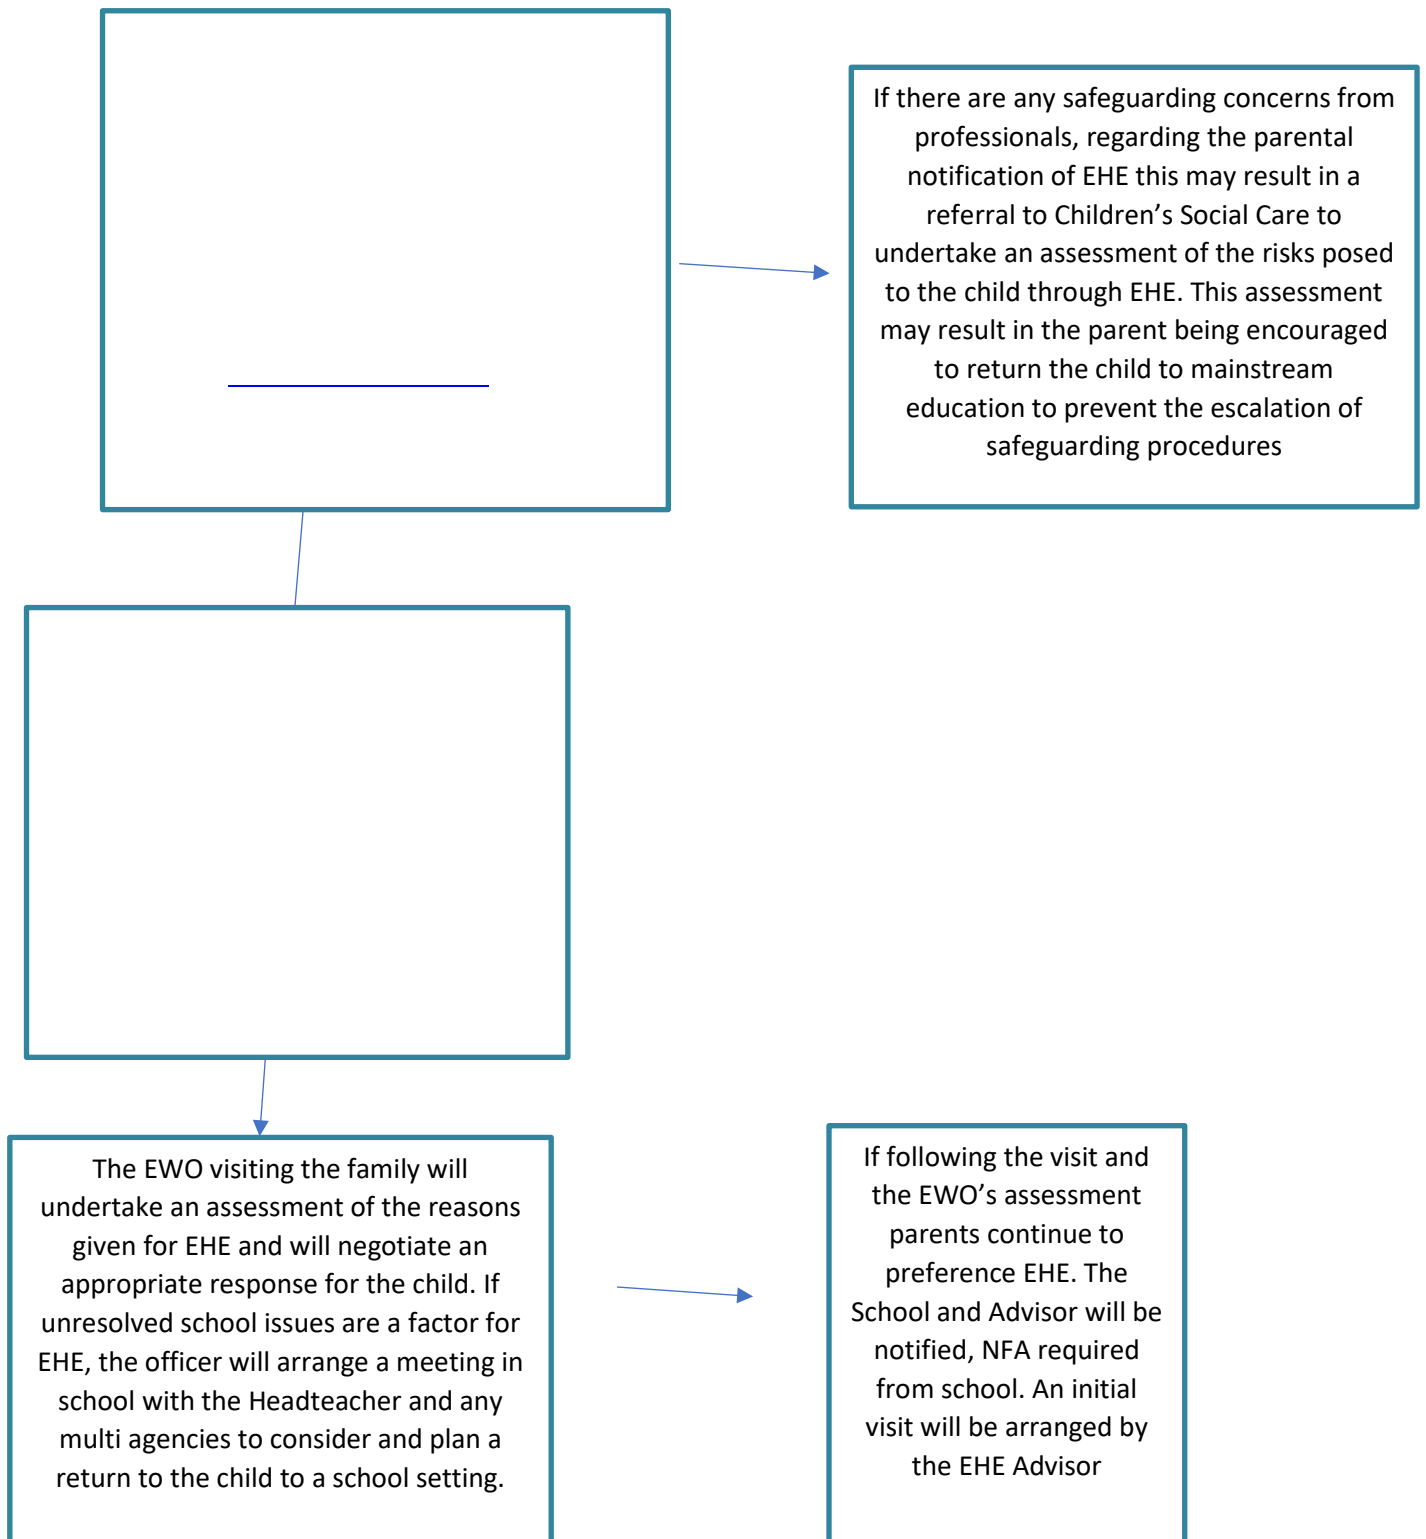 If there are any safeguarding concerns from
professionals, regarding the parental
notification of EHE this may result in a
referral to Children’s Social Care to
undertake an assessment of the risks posed
to the child through EHE. This assessment
may result in the parent being encouraged
to return the child to mainstream
education to prevent the escalation of
safeguarding procedures
The EWO visiting the family will
undertake an assessment of the reasons
given for EHE and will negotiate an
appropriate response for the child. If
unresolved school issues are a factor for
EHE, the officer will arrange a meeting in
school with the Headteacher and any
multi agencies to consider and plan a
return to the child to a school setting.
If following the visit and
the EWO’s assessment
parents continue to
preference EHE. The
School and Advisor will be
notified, NFA required
from school. An initial
visit will be arranged by
the EHE Advisor